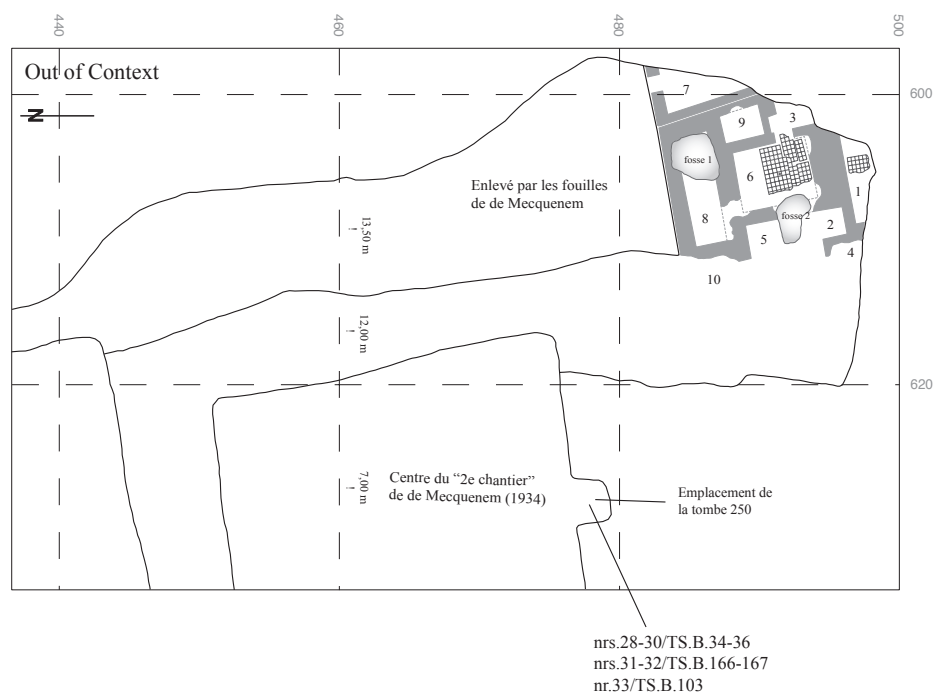 440
460
480
500
Out of Context
N
600
7
9
3
fosse 1
6
1
Enlevé par les fouilles
de de Mecquenem
8
fosse 2
2
5
4
10
13,50 m
12,00 m
620
7,00 m
Centre du “2e chantier”
de de Mecquenem (1934)
Emplacement de
la tombe 250
nrs.28-30/TS.B.34-36
nrs.31-32/TS.B.166-167
nr.33/TS.B.103